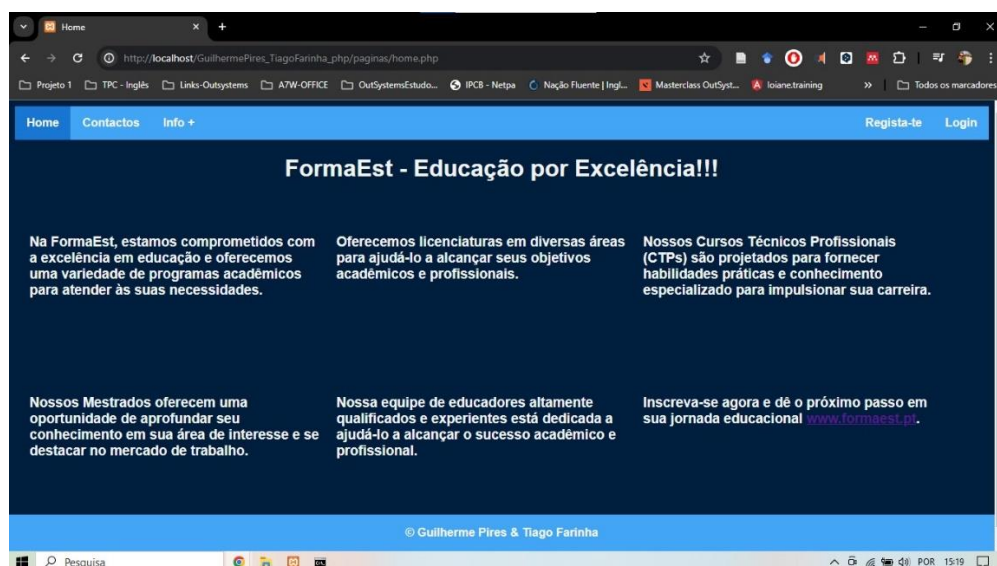 Home
http://localhost/GuilhermePires_TiagoFarinha_php/paginas/home.php
Projeto 1
TPC - Inglês
Links-Outsystems
A7W-OFFICE
OutSystemsEstudo...
IPCB - Netpa
Nação Fluente | Ingl...
Masterclass OutSyst...
loiane.training
»
Todos os marcadores
Home
Contactos
Info +
Regista-te
Login
FormaEst - Educação por Excelência!!!
Na FormaEst, estamos comprometidos com
a excelência em educação e oferecemos
uma variedade de programas acadêmicos
para atender às suas necessidades.
Oferecemos licenciaturas em diversas áreas
para ajudá-lo a alcançar seus objetivos
acadêmicos e profissionais.
Nossos Cursos Técnicos Profissionais
(CTPs) são projetados para fornecer
habilidades práticas e conhecimento
especializado para impulsionar sua carreira.
Nossos Mestrados oferecem uma
oportunidade de aprofundar seu
conhecimento em sua área de interesse e se
destacar no mercado de trabalho.
Nossa equipe de educadores altamente
qualificados e experientes está dedicada a
ajudá-lo a alcançar o sucesso acadêmico e
profissional.
Inscreva-se agora e dê o próximo passo em
sua jornada educacional www.formaest.pt.
© Guilherme Pires & Tiago Farinha
Pesquisa
POR
15:19